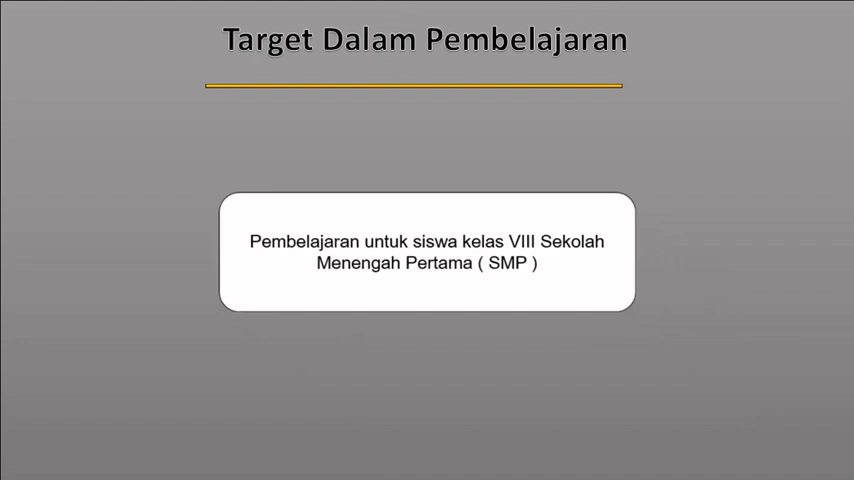 Target Dalam Pembelajaran
Pembelajaran untuk siswa kelas VIII Sekolah
Menengah Pertama ( SMP )